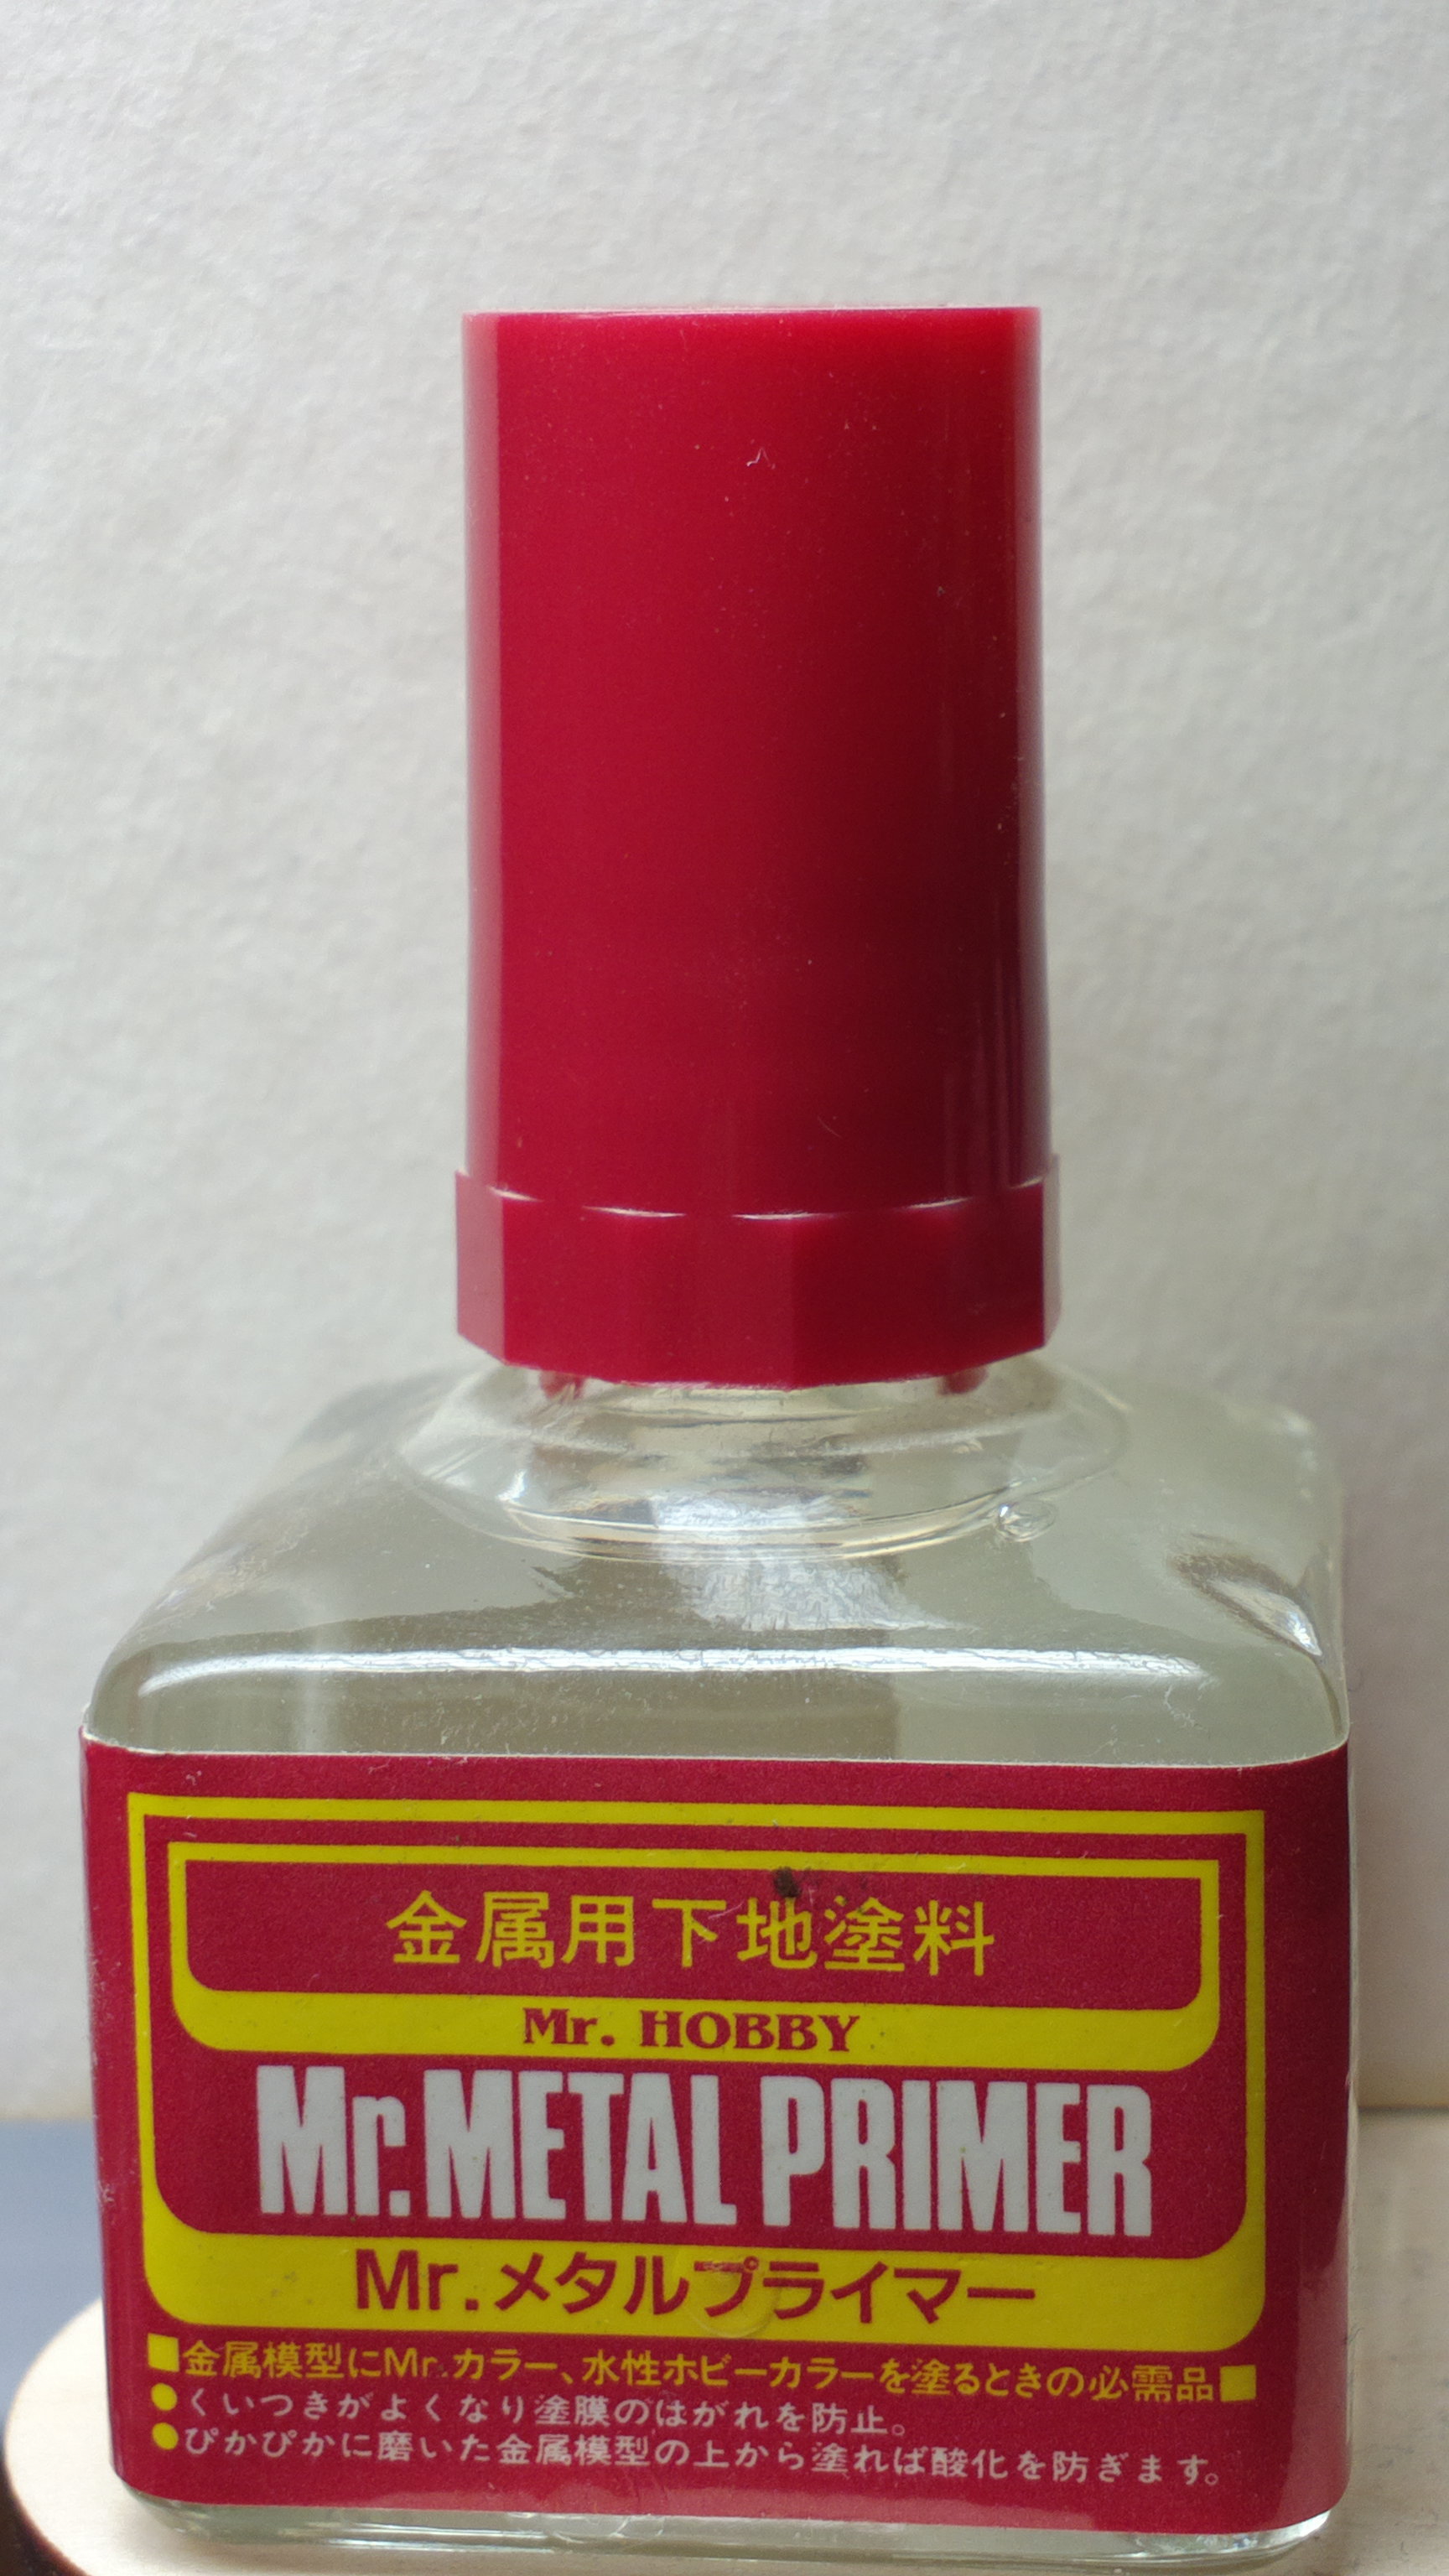 金属用下地塗料
Mr. HOBBY
Mr.METAL PRIMER
Mr.メタルプライマー
■金属模型にMr.カラー、水性ホビーカラーを塗るときの必需品■
●くいつきがよくなり塗膜のはがれを防止。
●ぴかぴかに磨いた金属模型の上から塗れば酸化を防ぎます。